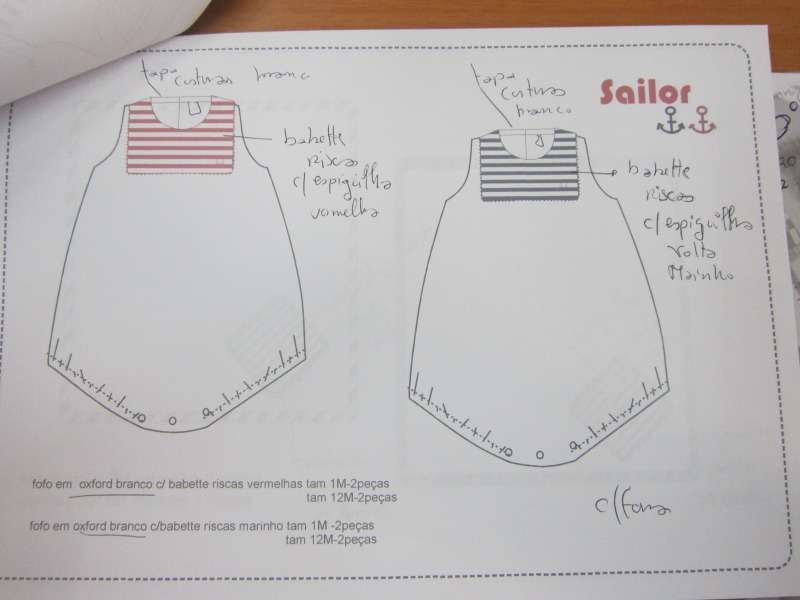 Sailor
tapa
costuras branco
babette
riscas
c/ espiguilha
vermelha
tapa
costuras
branco
babette
riscas
c/ espiguilha
volta
Marinho
fofo em oxford branco c/ babette riscas vermelhas tam 1M-2peças
tam 12M-2peças
fofo em oxford branco c/babette riscas marinho tam 1M -2peças
tam 12M-2peças